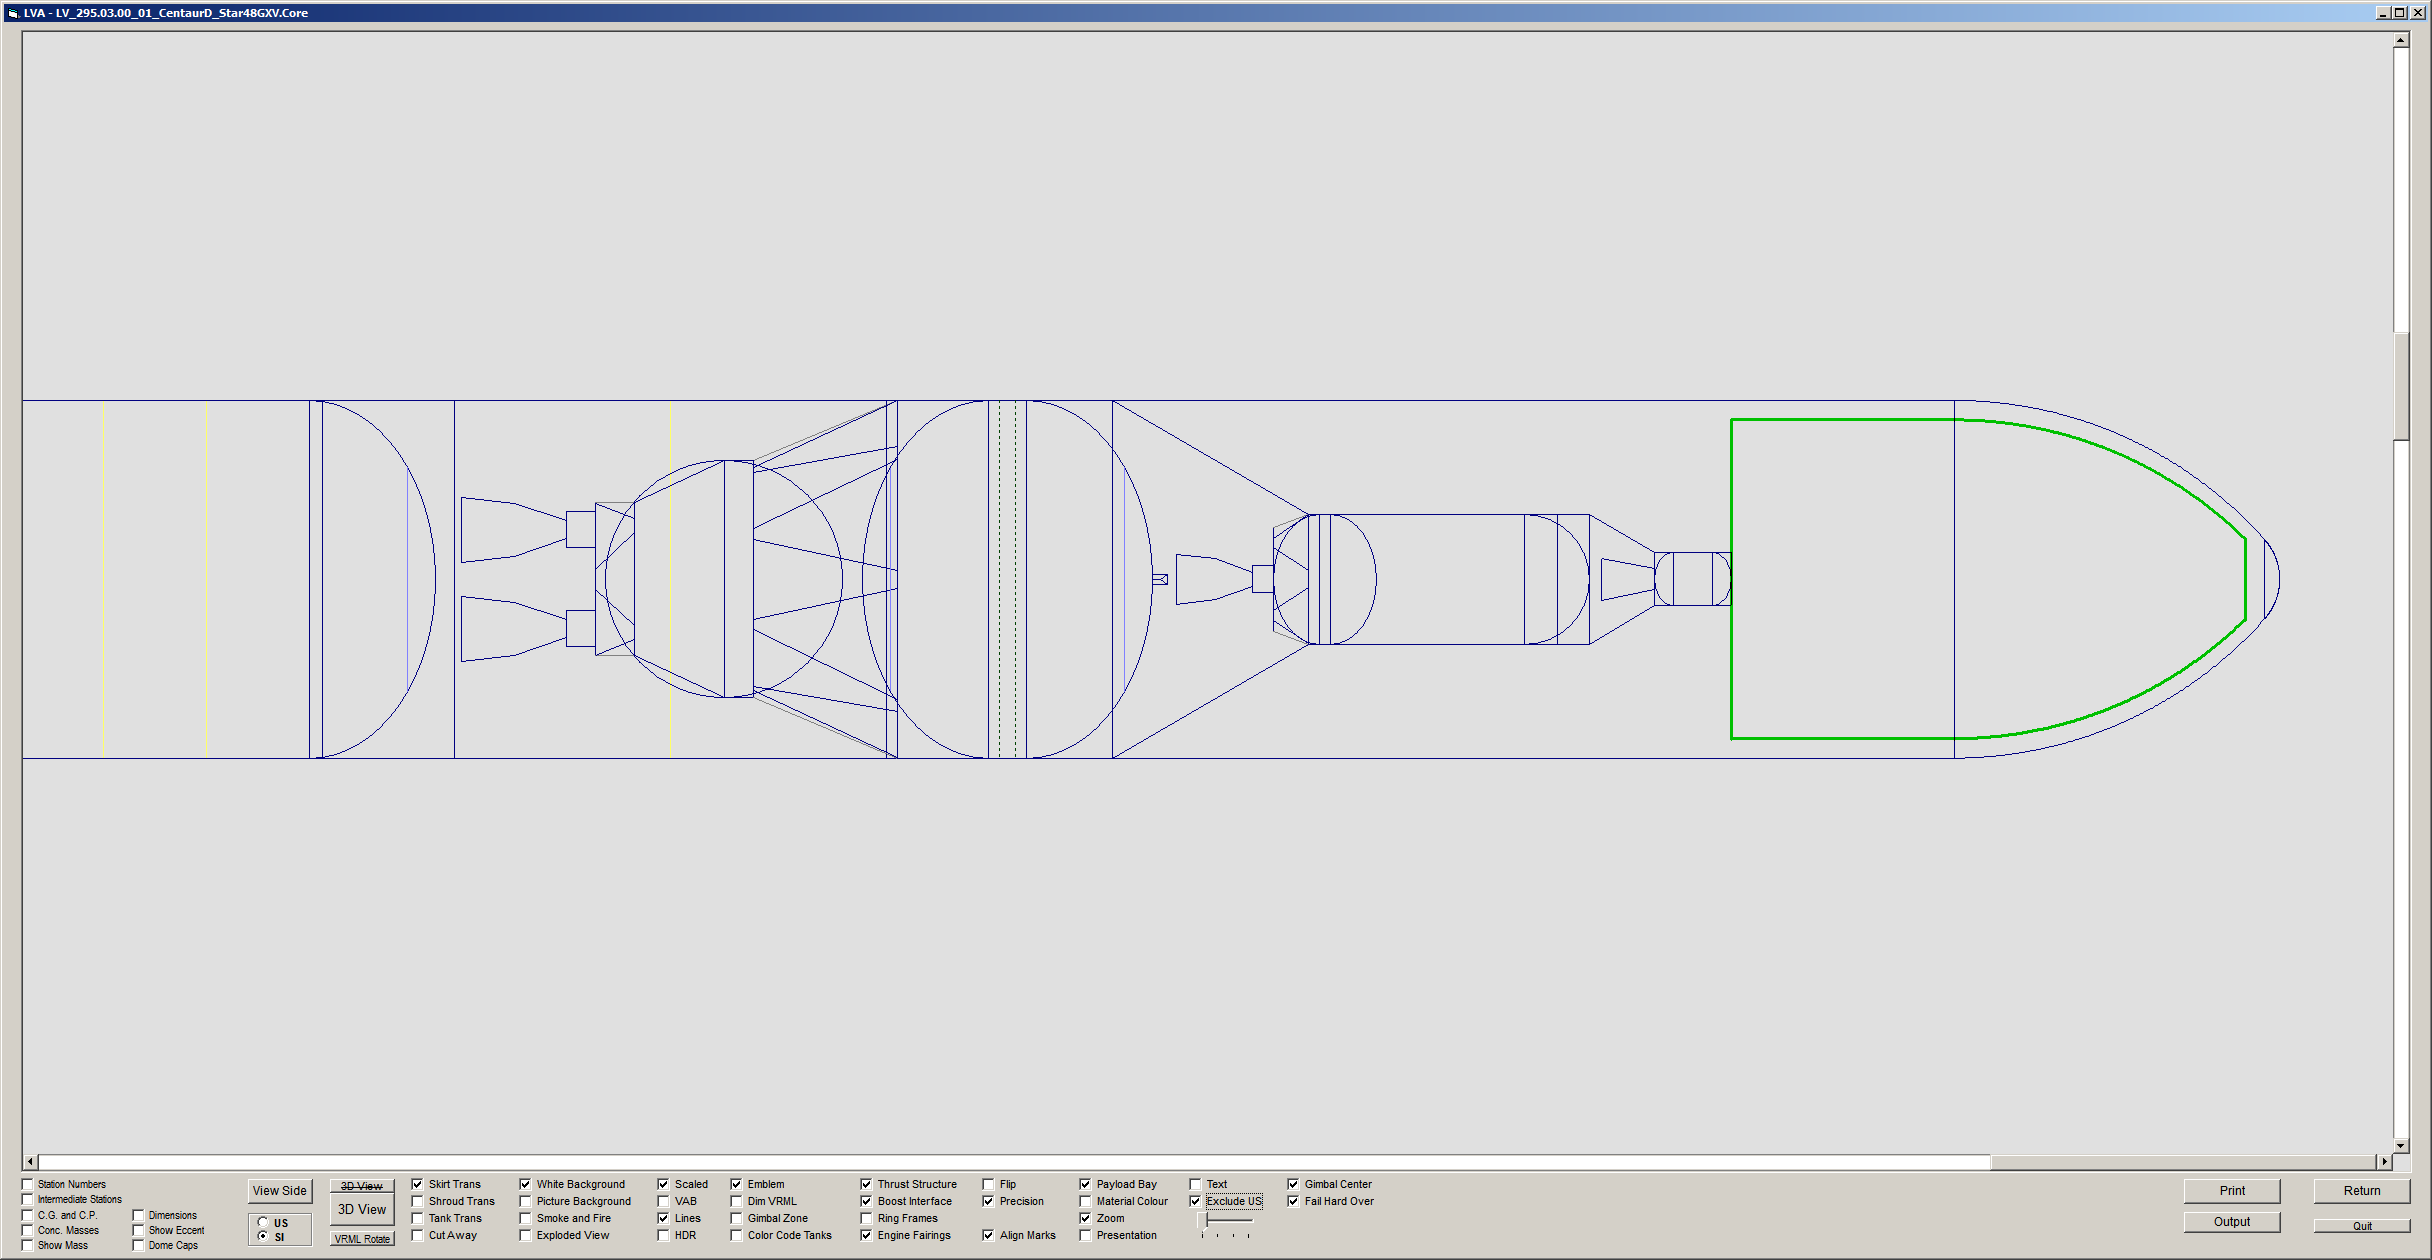 LVA - LV_295.03.00_01_CentaurD_Star48GXV.Core
Station Numbers
Intermediate Stations
C.G. and C.P.
Conc. Masses
Show Mass
Dimensions
Show Eccent
Dome Caps
View Side
US
SI
3D View
3D View
VRML Rotate
Skirt Trans
Shroud Trans
Tank Trans
Cut Away
White Background
Picture Background
Smoke and Fire
Exploded View
Scaled
VAB
Lines
HDR
Emblem
Dim VRML
Gimbal Zone
Color Code Tanks
Thrust Structure
Boost Interface
Ring Frames
Engine Fairings
Flip
Precision
Align Marks
Payload Bay
Material Colour
Zoom
Presentation
Text
Exclude US
Gimbal Center
Fail Hard Over
Print
Output
Return
Quit